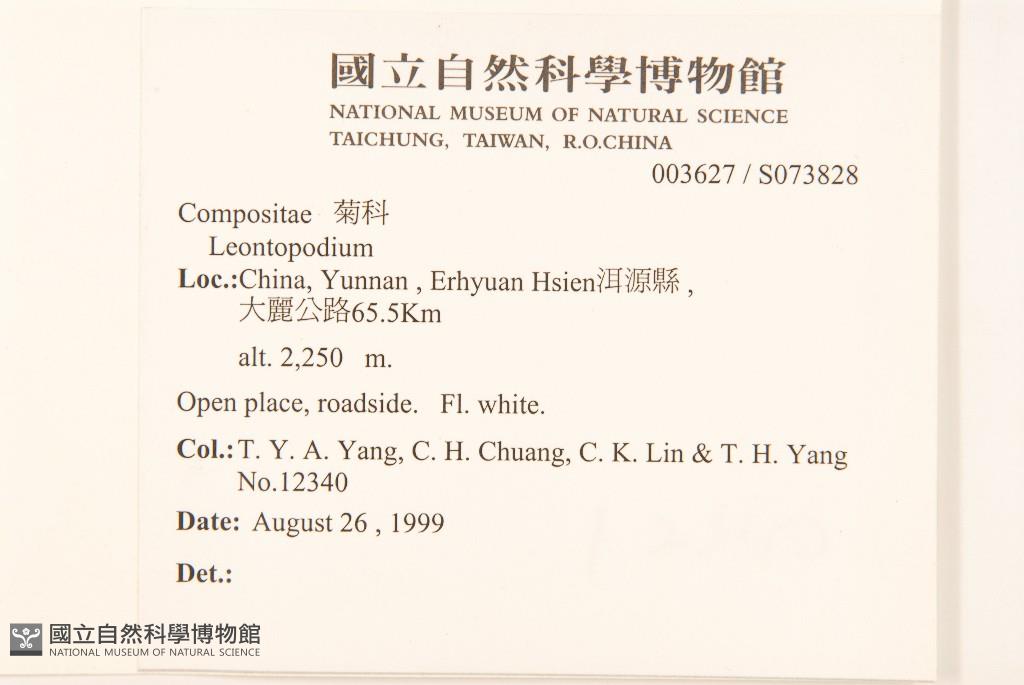 國立自然科學博物館
NATIONAL MUSEUM OF NATURAL SCIENCE
TAICHUNG, TAIWAN, R.O.CHINA
003627 / S073828
Compositae 菊科
Leontopodium
Loc.:China, Yunnan , Erhyuan Hsien洱源縣 ,
大麗公路65.5Km
alt. 2,250 m.
Open place, roadside. Fl. white.
Col.:T. Y. A. Yang, C. H. Chuang, C. K. Lin & T. H. Yang
No.12340
Date: August 26 , 1999
Det.:
國立自然科學博物館
NATIONAL MUSEUM OF NATURAL SCIENCE